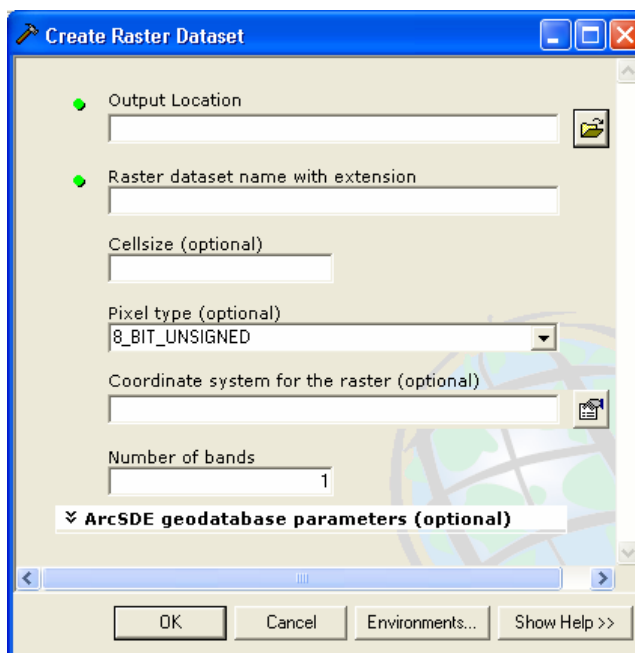 Create Raster Dataset
Output Location
Raster dataset name with extension
Cellsize (optional)
Pixel type (optional)
8_BIT_UNSIGNED
Coordinate system for the raster (optional)
Number of bands
1
ArcSDE geodatabase parameters (optional)
OK
Cancel
Environments...
Show Help >>